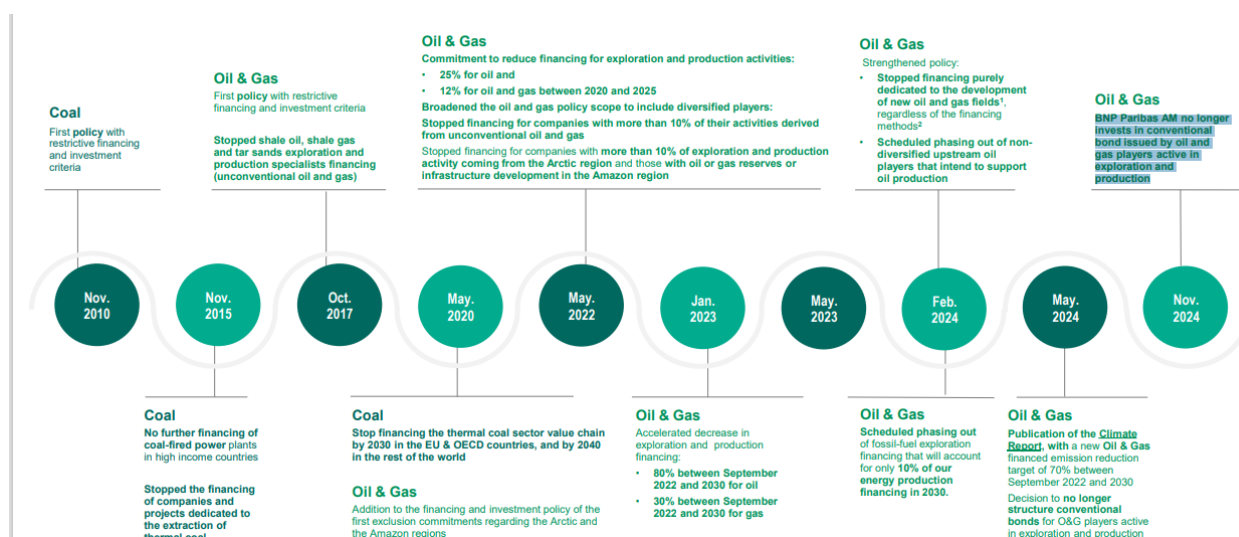 Coal
First policy with
restrictive financing
and investment
criteria
Oil & Gas
First policy with restrictive
financing and investment criteria
Stopped shale oil, shale gas
and tar sands exploration and
production specialists financing
(unconventional oil and gas)
Oil & Gas
Commitment to reduce financing for exploration and production activities:
• 25% for oil and
• 12% for oil and gas between 2020 and 2025
Broadened the oil and gas policy scope to include diversified players:
Stopped financing for companies with more than 10% of their activities derived
from unconventional oil and gas
Stopped financing for companies with more than 10% of exploration and production
activity coming from the Arctic region and those with oil or gas reserves or
infrastructure development in the Amazon region
Oil & Gas
Strengthened policy:
• Stopped financing purely
dedicated to the development
of new oil and gas fields¹,
regardless of the financing
methods²
• Scheduled phasing out of non-
diversified upstream oil
players that intend to support
oil production
Oil & Gas
BNP Paribas AM no longer
invests in conventional
bond issued by oil and
gas players active in
exploration and
production
Nov.
2010
Nov.
2015
Oct.
2017
May.
2020
May.
2022
Jan.
2023
May.
2023
Feb.
2024
May.
2024
Nov.
2024
Coal
No further financing of
coal-fired power plants
in high income countries
Stopped the financing
of companies and
projects dedicated to
the extraction of
thermal coal
Coal
Stop financing the thermal coal sector value chain
by 2030 in the EU & OECD countries, and by 2040
in the rest of the world
Oil & Gas
Addition to the financing and investment policy of the
first exclusion commitments regarding the Arctic and
the Amazon regions
Oil & Gas
Accelerated decrease in
exploration and production
financing:
• 80% between September
2022 and 2030 for oil
• 30% between September
2022 and 2030 for gas
Oil & Gas
Scheduled phasing out
of fossil-fuel exploration
financing that will account
for only 10% of our
energy production
financing in 2030.
Oil & Gas
Publication of the Climate
Report, with a new Oil & Gas
financed emission reduction
target of 70% between
September 2022 and 2030
Decision to no longer
structure conventional
bonds for O&G players active
in exploration and production